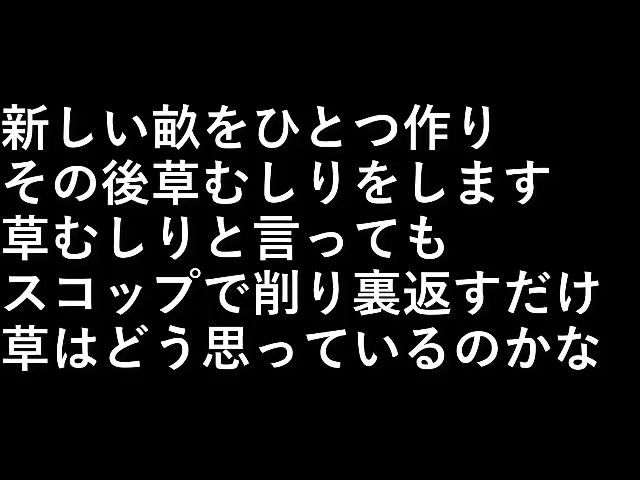 新しい畝をひとつ作り
その後草むしりをします
草むしりと言っても
スコップで削り裏返すだけ
草はどう思っているのかな